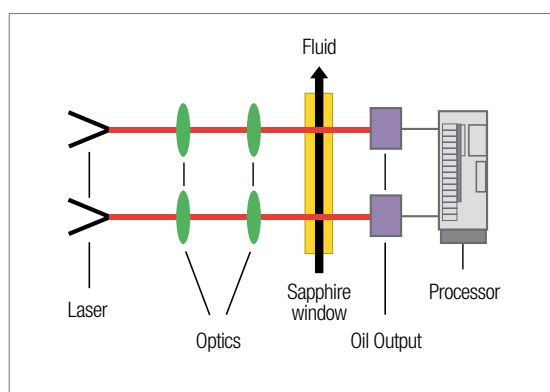 Fluid
Laser
Optics
Sapphire
window
Oil Output
Processor